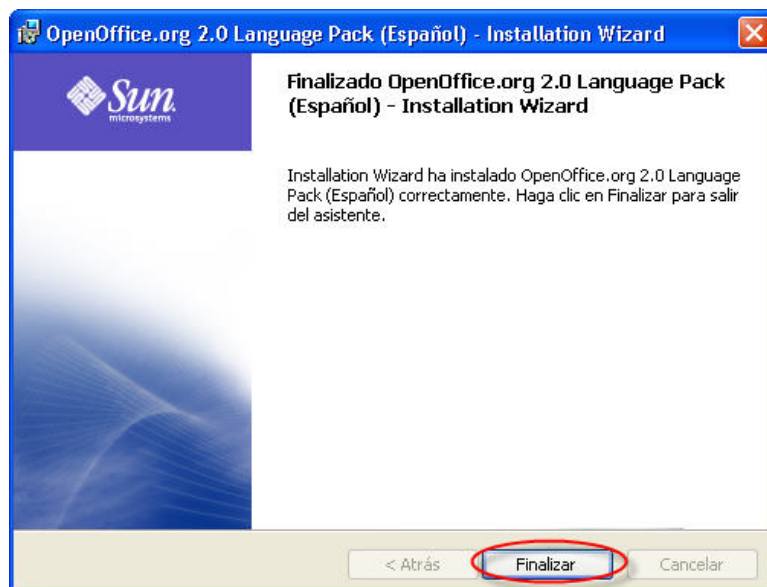 OpenOffice.org 2.0 Language Pack (Español) - Installation Wizard
Sun
microsystems
Finalizado OpenOffice.org 2.0 Language Pack
(Español) - Installation Wizard
Installation Wizard ha instalado OpenOffice.org 2.0 Language
Pack (Español) correctamente. Haga clic en Finalizar para salir
del asistente.
< Atrás Finalizar Cancelar